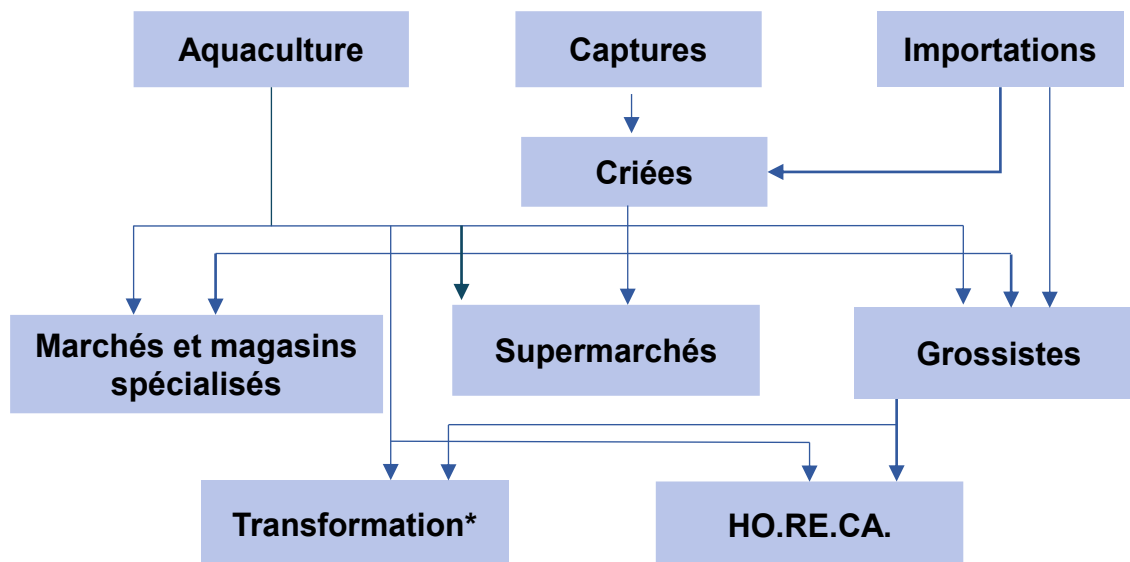 Aquaculture
Captures
Importations
Criées
Marchés et magasins
spécialisés
Supermarchés
Grossistes
Transformation*
HO.RE.CA.